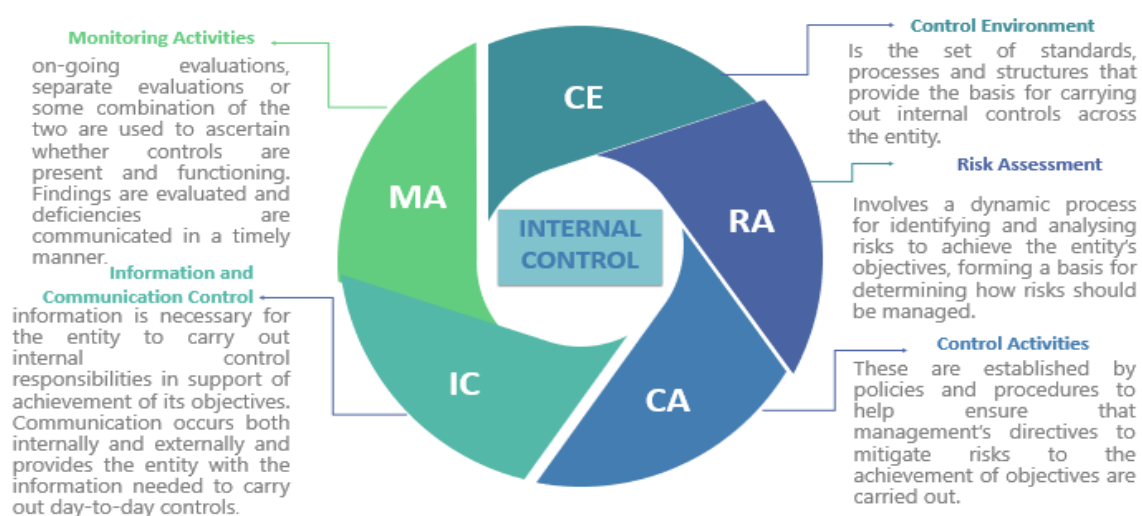 Monitoring Activities
on-going evaluations,
separate evaluations or
some combination of the
two are used to ascertain
whether controls are
present and functioning.
Findings are evaluated and
deficiencies are
communicated in a timely
manner.
Information and
Communication Control
information is necessary for
the entity to carry out
internal control
responsibilities in support of
achievement of its objectives.
Communication occurs both
internally and externally and
provides the entity with the
information needed to carry
out day-to-day controls.
CE
MA
RA
INTERNAL
CONTROL
IC
CA
Control Environment
Is the set of standards,
processes and structures that
provide the basis for carrying
out internal controls across
the entity.
Risk Assessment
Involves a dynamic process
for identifying and analysing
risks to achieve the entity's
objectives, forming a basis for
determining how risks should
be managed.
Control Activities
These are established by
policies and procedures to
help ensure that
management's directives to
mitigate risks to the
achievement of objectives are
carried out.